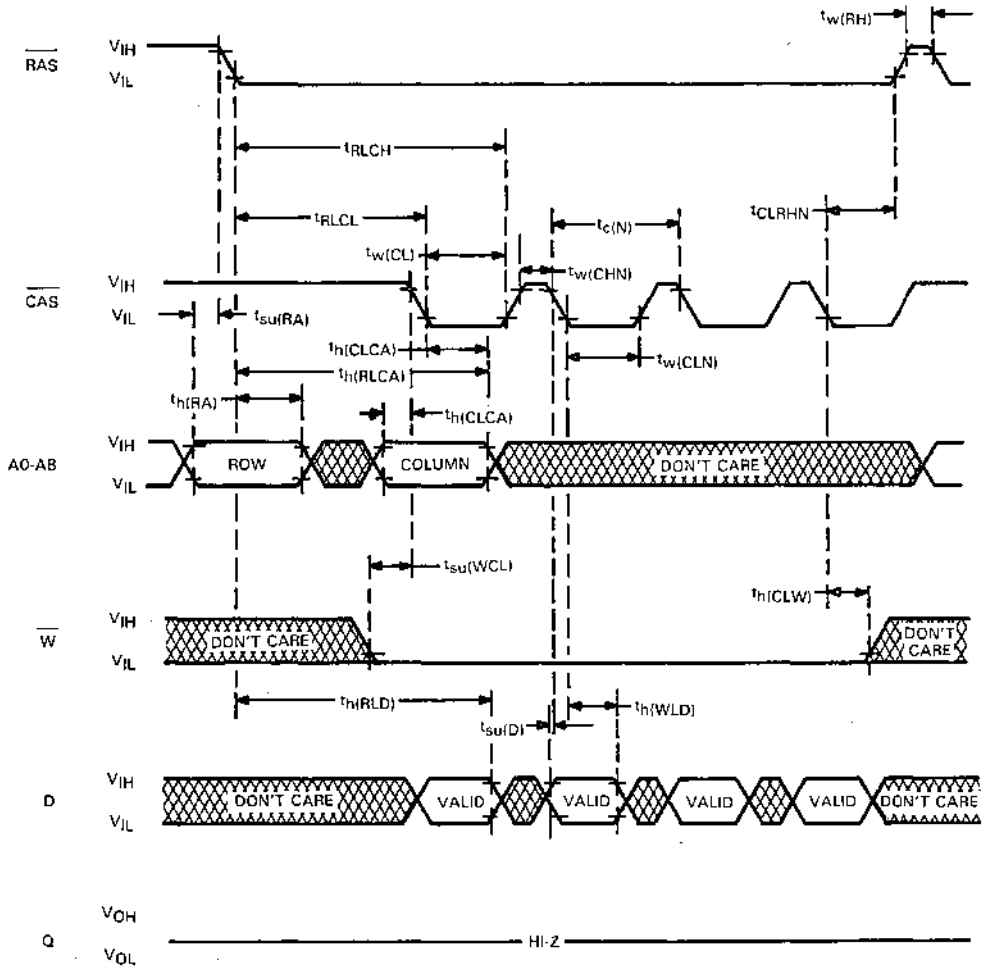 tw(RH)
RAS
VIH
VIL
tRLCH
tRLCL
tc(N)
tCLRHN
tw(CL)
tw(CHN)
CAS
VIH
VIL
tsu(RA)
th(CLCA)
tw(CLN)
th(RLCA)
th(RA)
th(CLCA)
A0-A8
VIH
VIL
ROW
COLUMN
DON'T CARE
tsu(WCL)
th(CLW)
W
VIH
VIL
DON'T CARE
DON'T
CARE
th(RLD)
tsu(D)
th(WLD)
D
VIH
VIL
DON'T CARE
VALID
VALID
VALID
VALID
DON'T CARE
Q
VOH
VOL
HI-Z